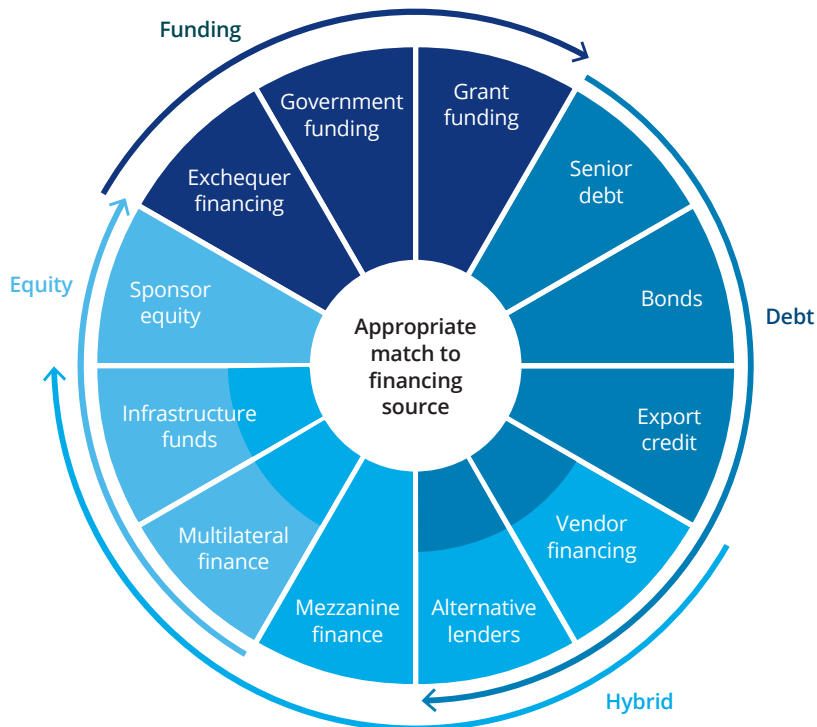 Funding
Government
funding
Grant
funding
Exchequer
financing
Senior
debt
Equity
Sponsor
equity
Bonds
Debt
Appropriate
match to
financing
source
Infrastructure
funds
Export
credit
Multilateral
finance
Vendor
financing
Mezzanine
finance
Alternative
lenders
Hybrid